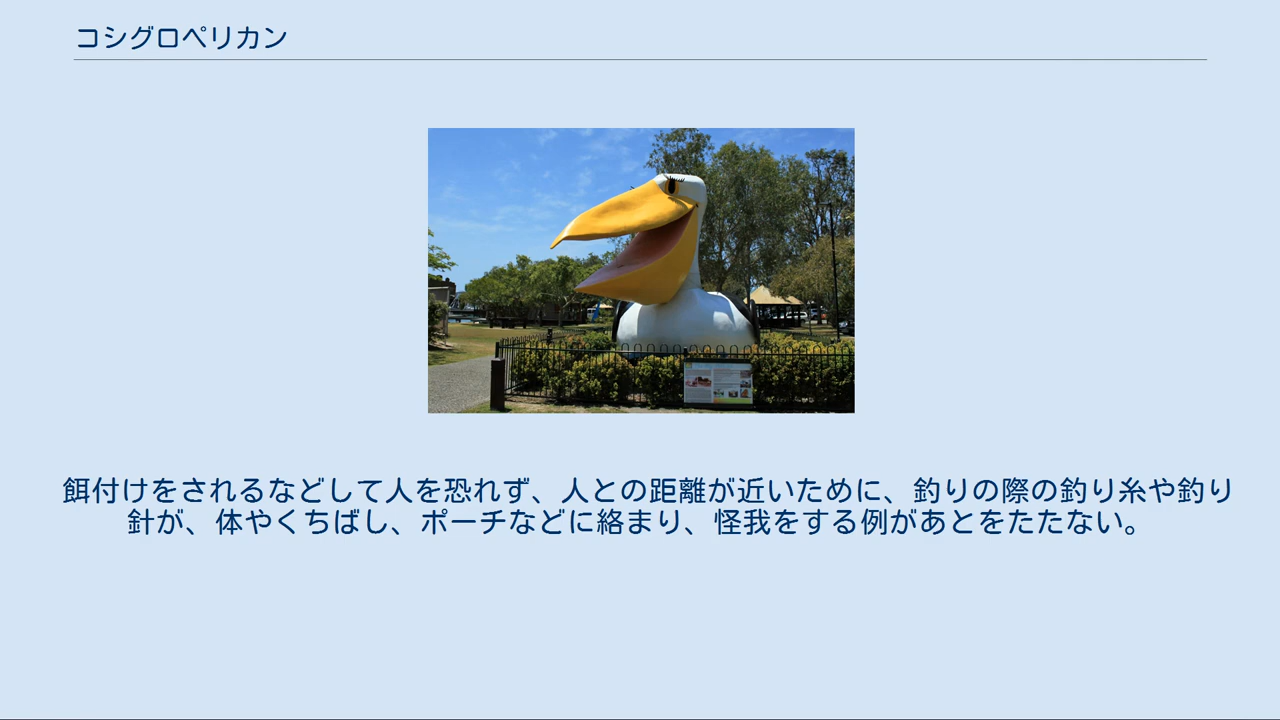 コシグロペリカン
餌付けをされるなどして人を恐れず、人との距離が近いために、釣りの際の釣り糸や釣り
針が、体やくちばし、ポーチなどに絡まり、怪我をする例があとをたたない。